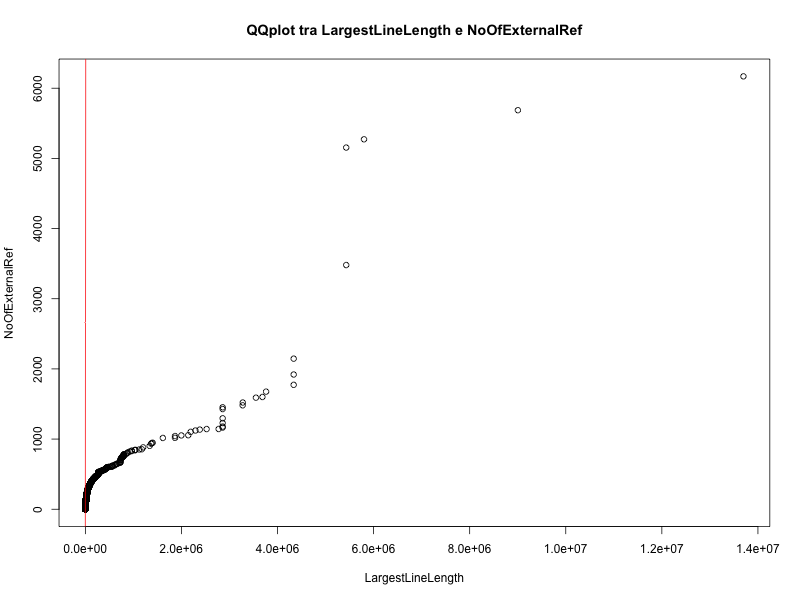 QQplot tra LargestLineLength e NoOfExternalRef
6000
5000
4000
3000
2000
1000
0
NoOfExternalRef
0.0e+00 2.0e+06 4.0e+06 6.0e+06 8.0e+06 1.0e+07 1.2e+07 1.4e+07
LargestLineLength